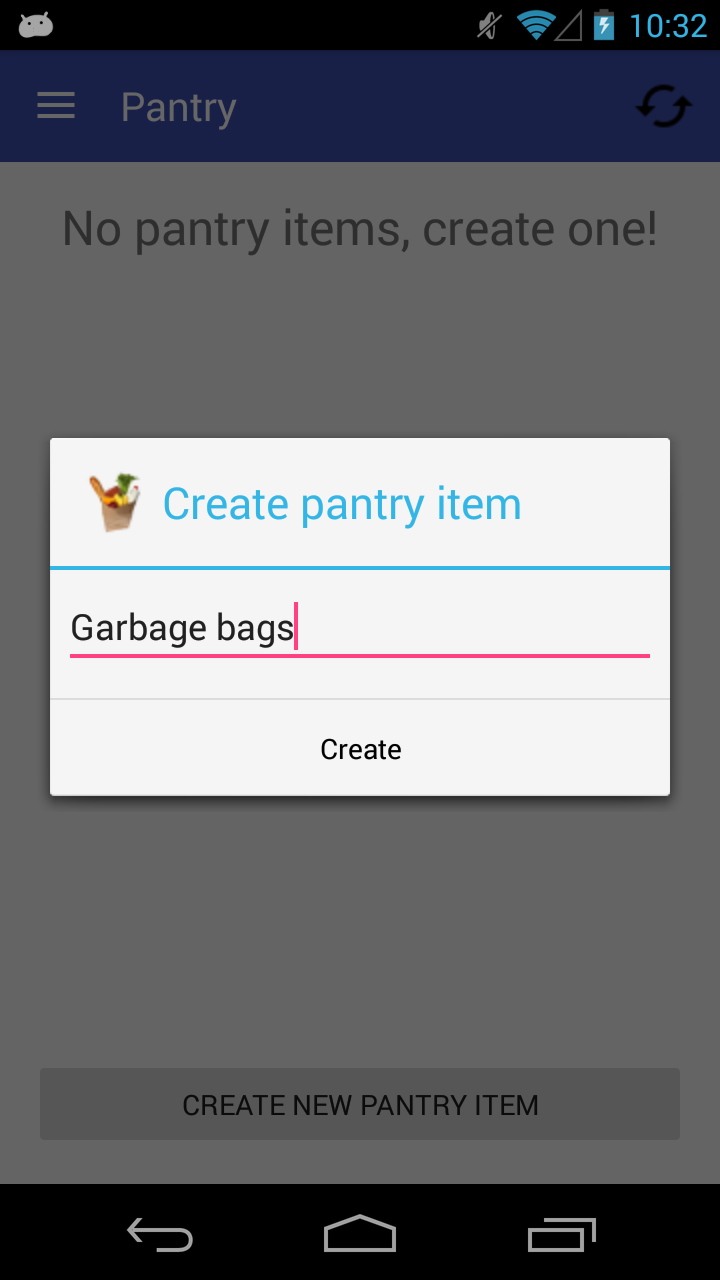 10:32
Pantry
No pantry items, create one!
Create pantry item
Garbage bags
Create
CREATE NEW PANTRY ITEM